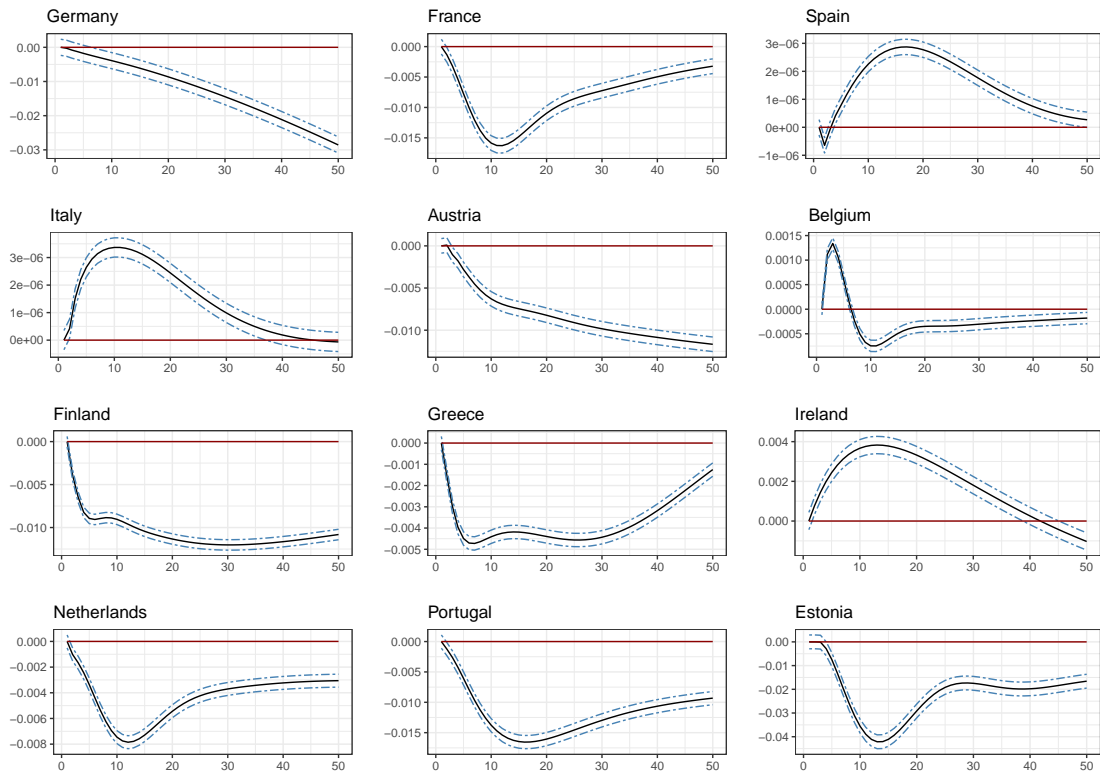 Germany
0.00
−0.01
−0.02
−0.03
0 10 20 30 40 50
France
0.000
−0.005
−0.010
−0.015
0 10 20 30 40 50
Spain
3e−06
2e−06
1e−06
0e+00
−1e−06
0 10 20 30 40 50
Italy
3e−06
2e−06
1e−06
0e+00
0 10 20 30 40 50
Austria
0.000
−0.005
−0.010
0 10 20 30 40 50
Belgium
0.0015
0.0010
0.0005
0.0000
−0.0005
0 10 20 30 40 50
Finland
0.000
−0.005
−0.010
0 10 20 30 40 50
Greece
0.000
−0.001
−0.002
−0.003
−0.004
−0.005
0 10 20 30 40 50
Ireland
0.004
0.002
0.000
0 10 20 30 40 50
Netherlands
0.000
−0.002
−0.004
−0.006
−0.008
0 10 20 30 40 50
Portugal
0.000
−0.005
−0.010
−0.015
0 10 20 30 40 50
Estonia
0.00
−0.01
−0.02
−0.03
−0.04
0 10 20 30 40 50